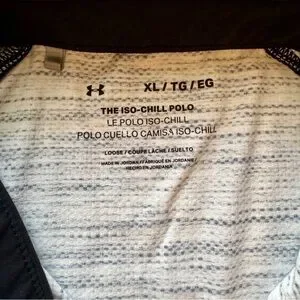 XL / TG / EG
THE ISO-CHILL POLO
LE POLO ISO-CHILL
POLO CUELLO CAMISA ISO-CHILL
LOOSE / COUPE LÂCHE / SUELTO
MADE IN JORDAN / FABRIQUÉ EN JORDANIE
HECHO EN JORDANIA